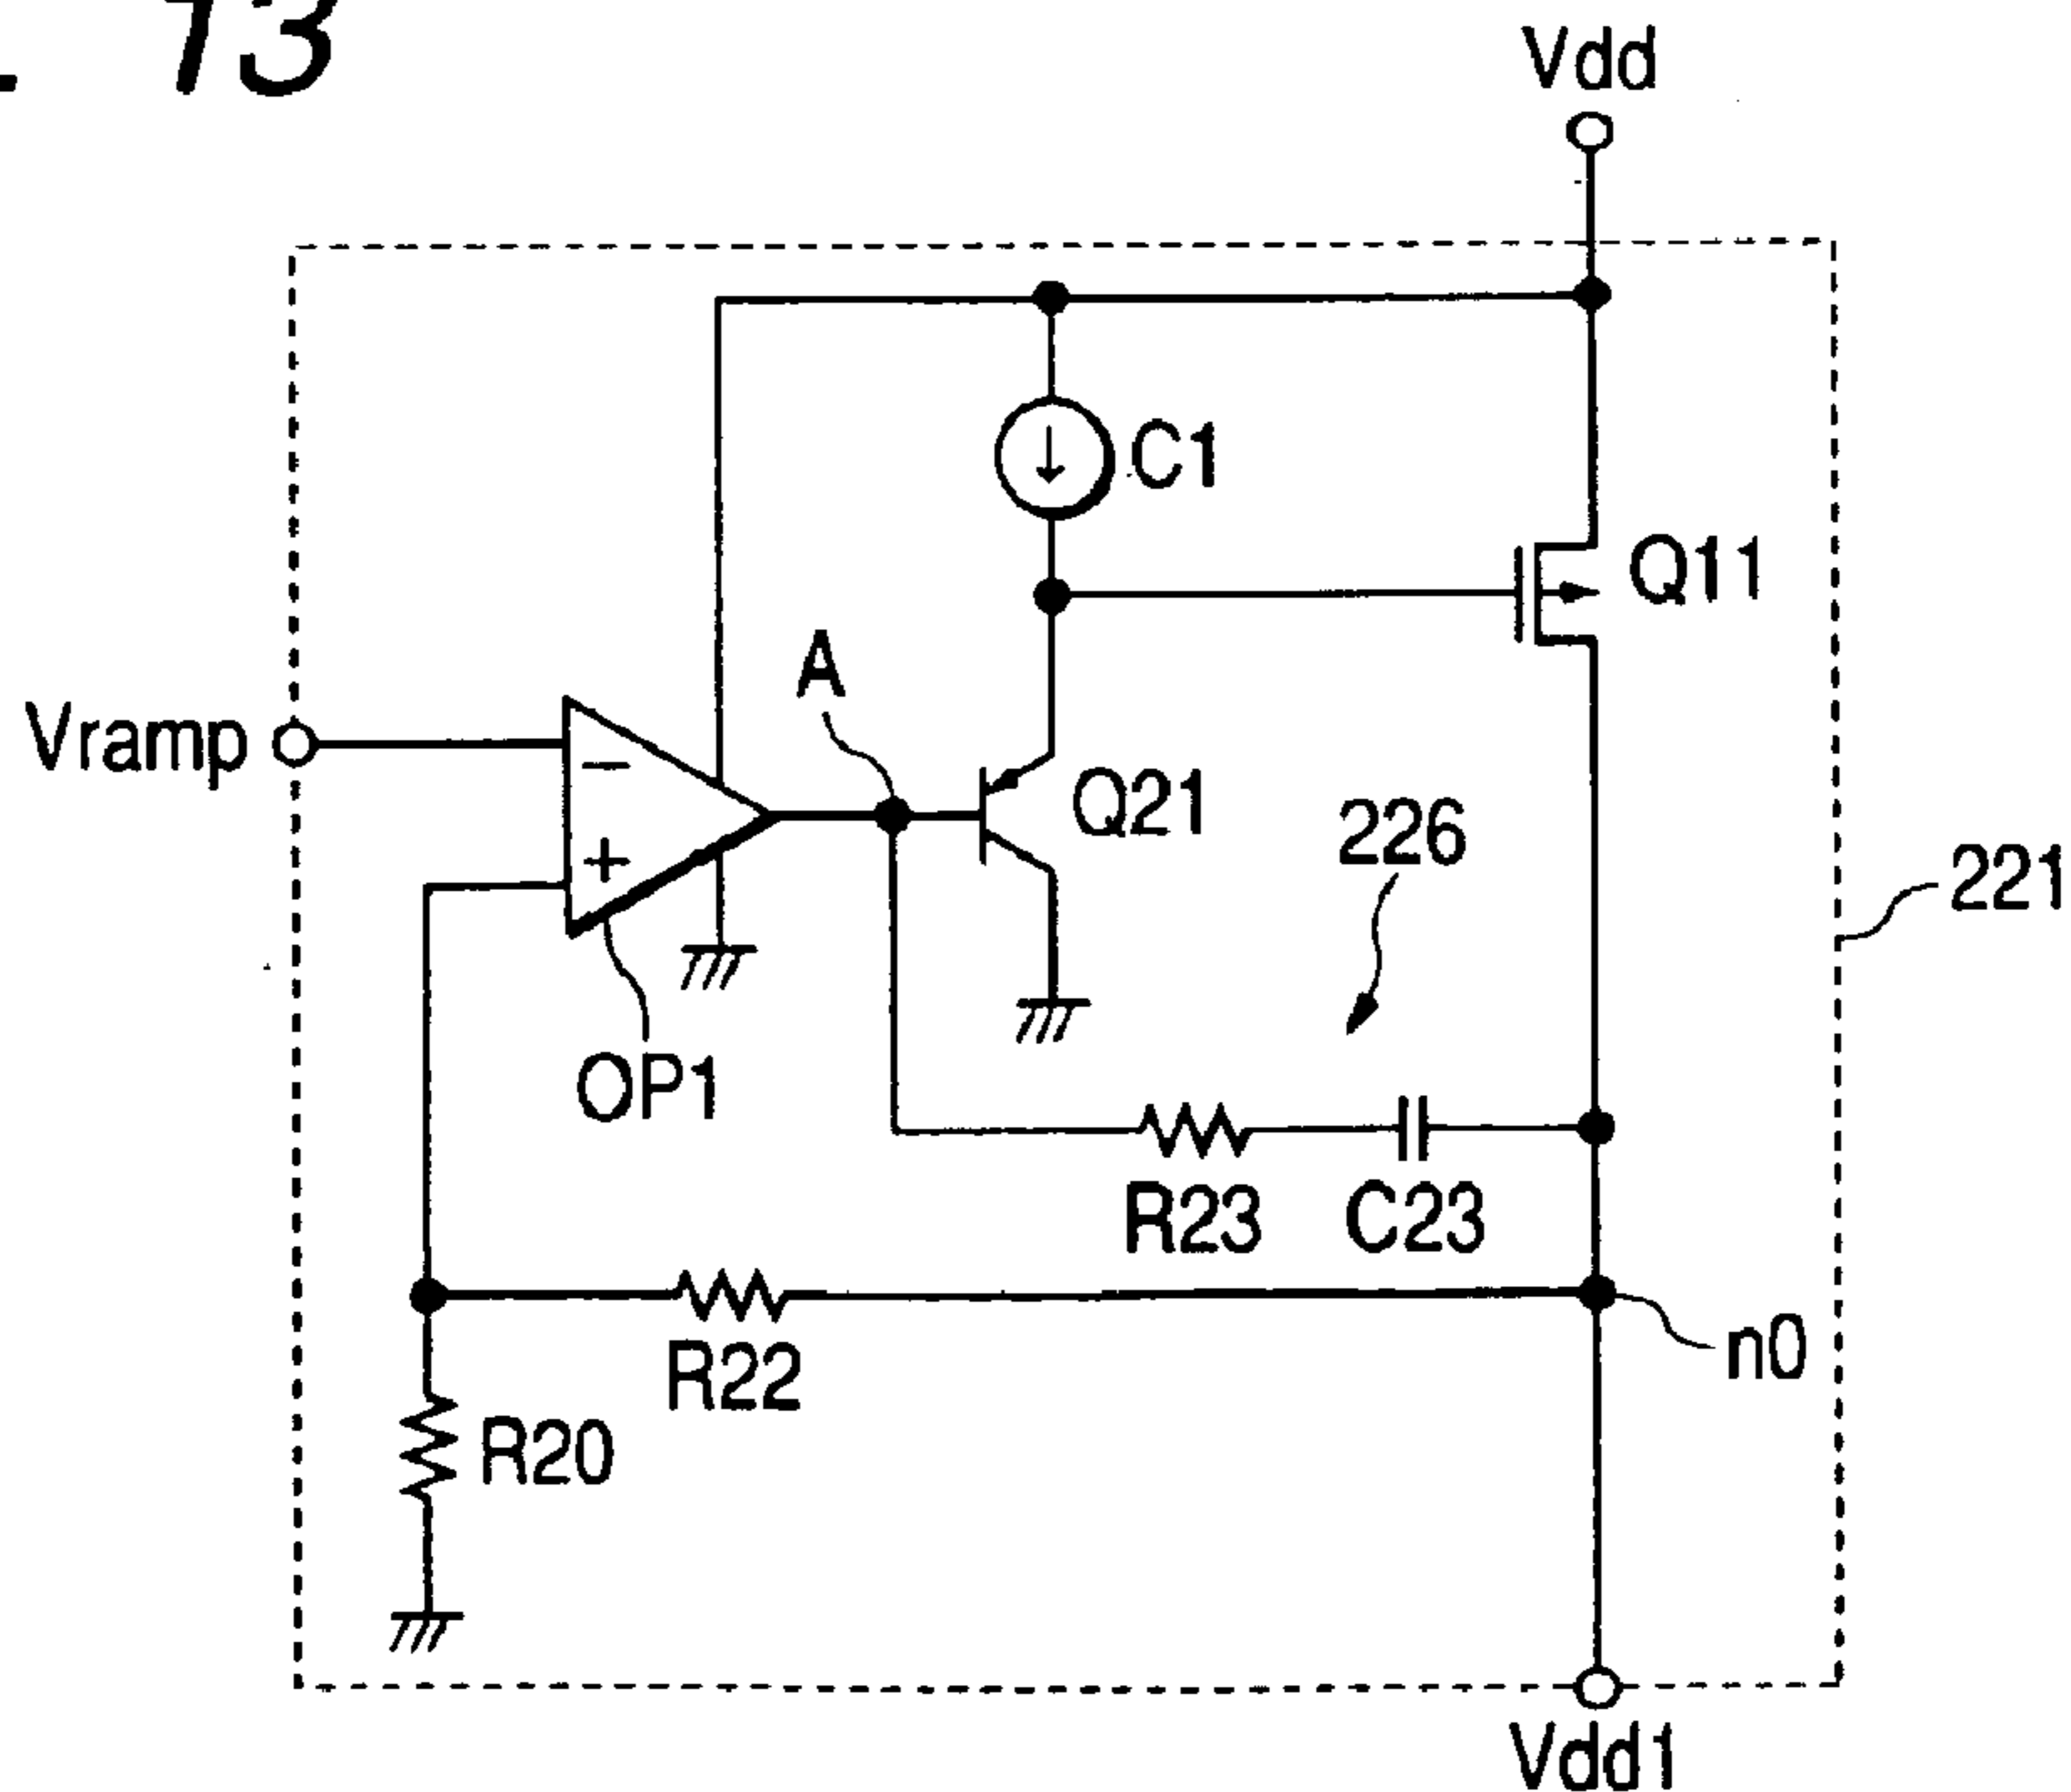 13
Vdd
C1
Q11
A
Vramp
−
Q21
226
+
221
OP1
R23
C23
R22
n0
R20
Vdd1